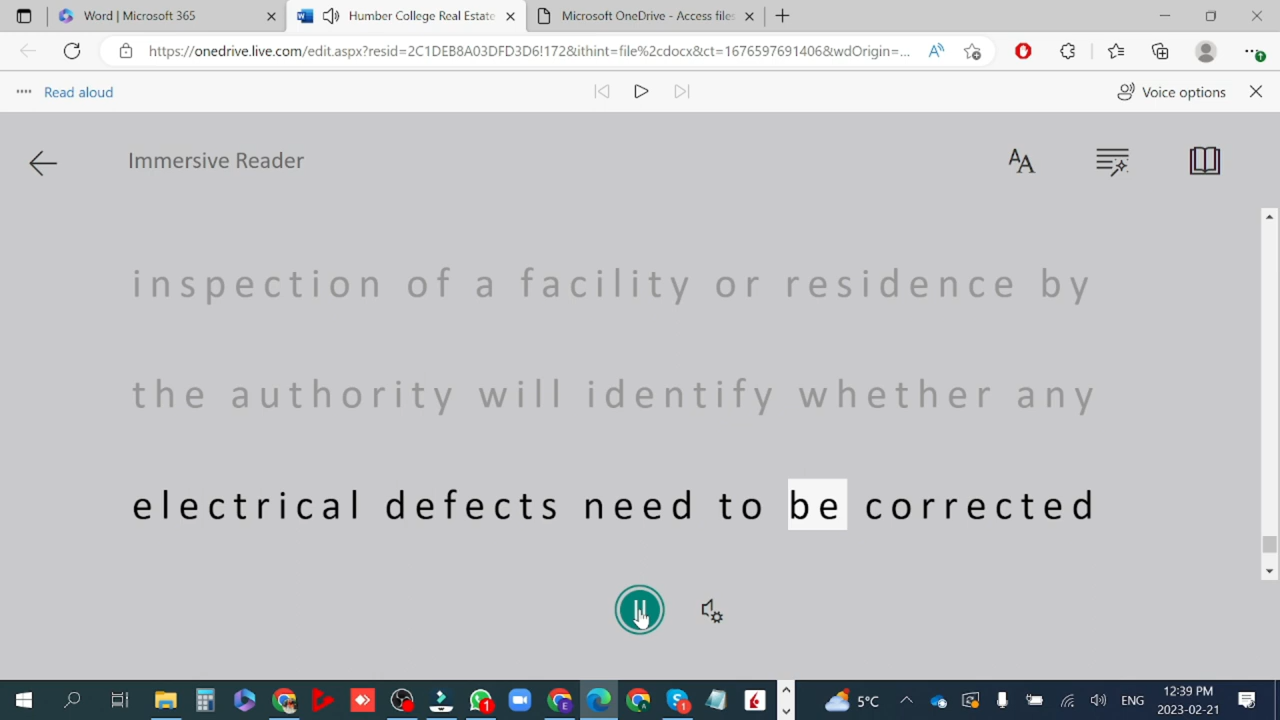 Word | Microsoft 365
Humber College Real Estate
Microsoft OneDrive - Access files
https://onedrive.live.com/edit.aspx?resid=2C1DEB8A03DFD3D6!172&ithint=file%2cdocx&ct=1676597691406&wdOrigin=...
Read aloud
Voice options
Immersive Reader
inspection of a facility or residence by
the authority will identify whether any
electrical defects need to be corrected
5°C
ENG
12:39 PM
2023-02-21